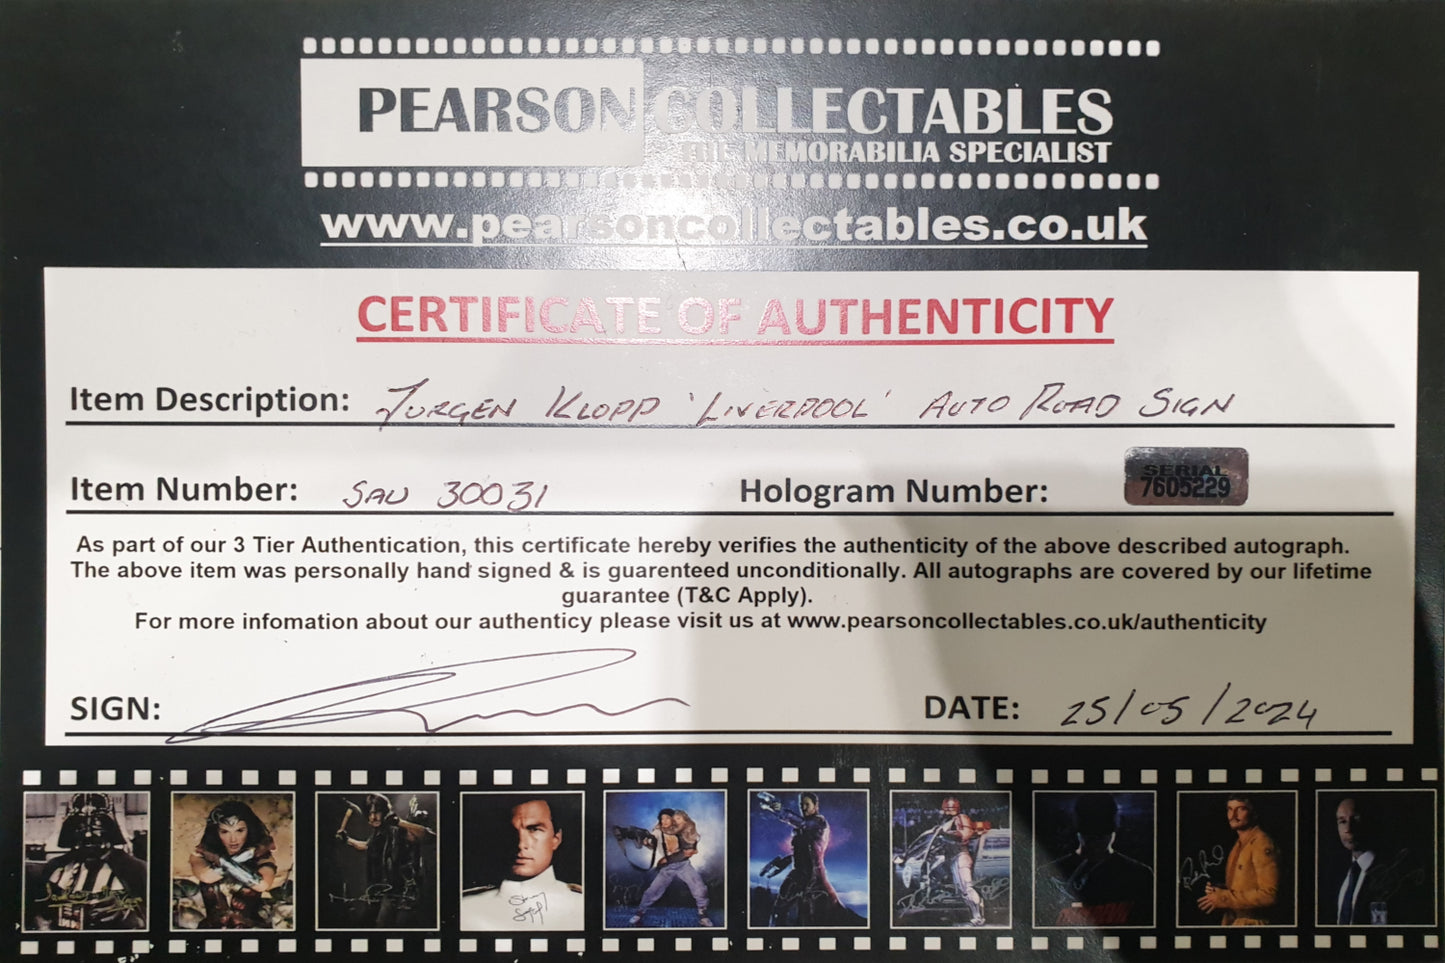 PEARSON COLLECTABLES
THE MEMORABILIA SPECIALIST
www.pearsoncollectables.co.uk
CERTIFICATE OF AUTHENTICITY
Item Description: JURGEN KLOPP 'LIVERPOOL' AUTO ROAD SIGN
Item Number: SAU 30031 Hologram Number: SERIAL 7605229
As part of our 3 Tier Authentication, this certificate hereby verifies the authenticity of the above described autograph.
The above item was personally hand signed & is guarenteed unconditionally. All autographs are covered by our lifetime
guarantee (T&C Apply).
For more infomation about our authenticy please visit us at www.pearsoncollectables.co.uk/authenticity
SIGN: DATE: 25/05/2024